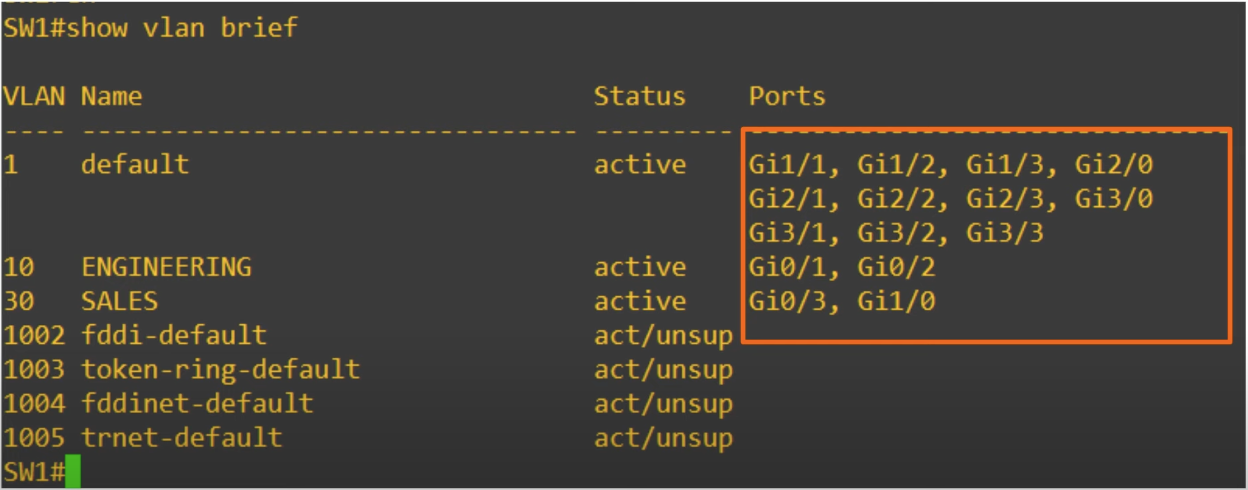 SW1#show vlan brief
VLAN Name Status Ports
---- -------------------------------- --------- -------------------------------
1 default active Gi1/1, Gi1/2, Gi1/3, Gi2/0
Gi2/1, Gi2/2, Gi2/3, Gi3/0
Gi3/1, Gi3/2, Gi3/3
10 ENGINEERING active Gi0/1, Gi0/2
30 SALES active Gi0/3, Gi1/0
1002 fddi-default act/unsup
1003 token-ring-default act/unsup
1004 fddinet-default act/unsup
1005 trnet-default act/unsup
SW1#